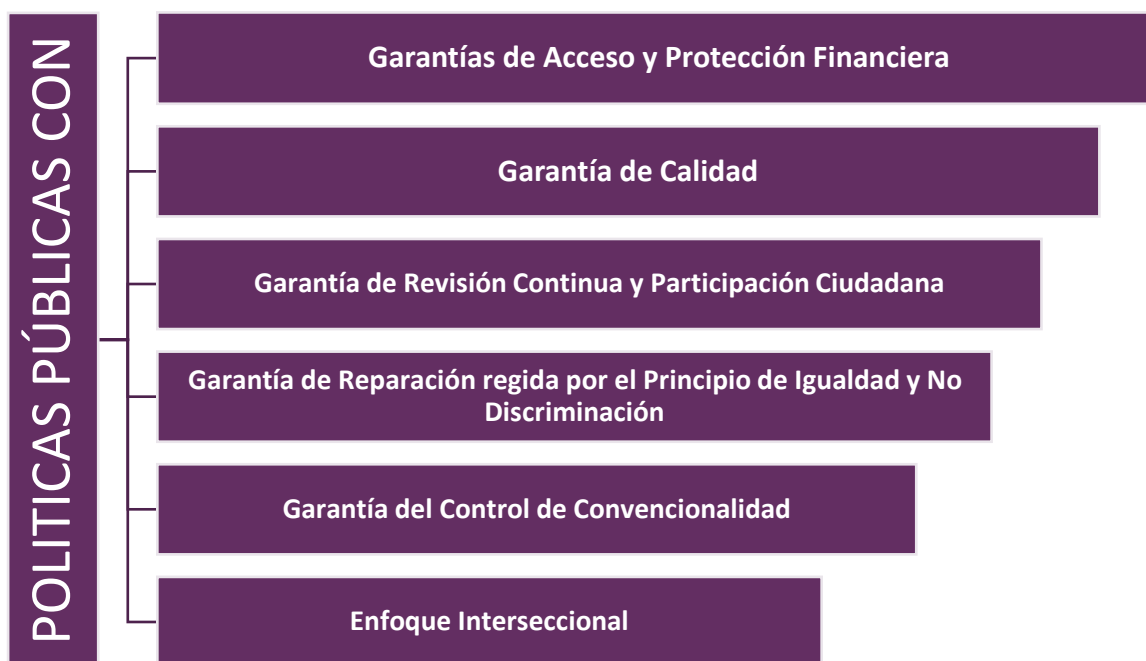 POLITICAS PÚBLICAS CON
Garantías de Acceso y Protección Financiera
Garantía de Calidad
Garantía de Revisión Continua y Participación Ciudadana
Garantía de Reparación regida por el Principio de Igualdad y No
Discriminación
Garantía del Control de Convencionalidad
Enfoque Interseccional